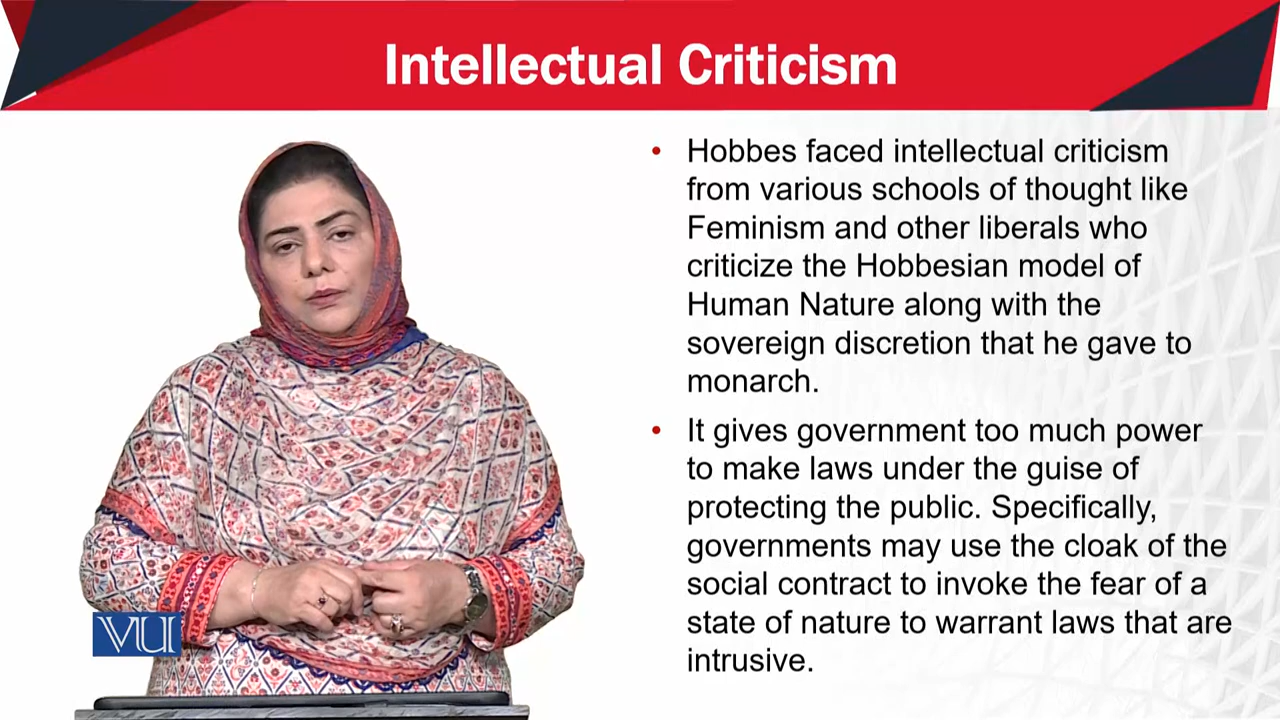 Intellectual Criticism
• Hobbes faced intellectual criticism
from various schools of thought like
Feminism and other liberals who
criticize the Hobbesian model of
Human Nature along with the
sovereign discretion that he gave to
monarch.
• It gives government too much power
to make laws under the guise of
protecting the public. Specifically,
governments may use the cloak of the
social contract to invoke the fear of a
state of nature to warrant laws that are
intrusive.
VU